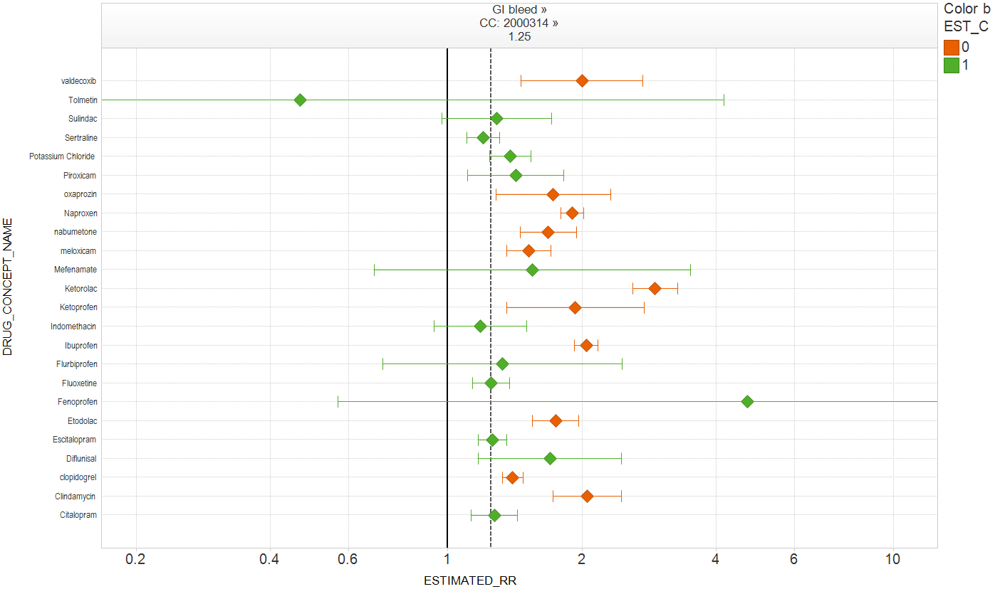 GI bleed »
CC: 2000314 »
1.25
Color b
EST_C
0
1
DRUG_CONCEPT_NAME
valdecoxib
Tolmetin
Sulindac
Sertraline
Potassium Chloride
Piroxicam
oxaprozin
Naproxen
nabumetone
meloxicam
Mefenamate
Ketorolac
Ketoprofen
Indomethacin
Ibuprofen
Flurbiprofen
Fluoxetine
Fenoprofen
Etodolac
Escitalopram
Diflunisal
clopidogrel
Clindamycin
Citalopram
0.2 0.4 0.6 1 2 4 6 10
ESTIMATED_RR